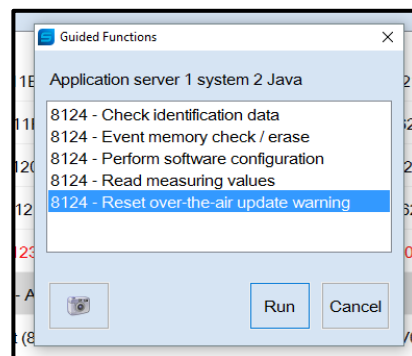 Guided Functions
Application server 1 system 2 Java
8124 - Check identification data
8124 - Event memory check / erase
8124 - Perform software configuration
8124 - Read measuring values
8124 - Reset over-the-air update warning
Run
Cancel